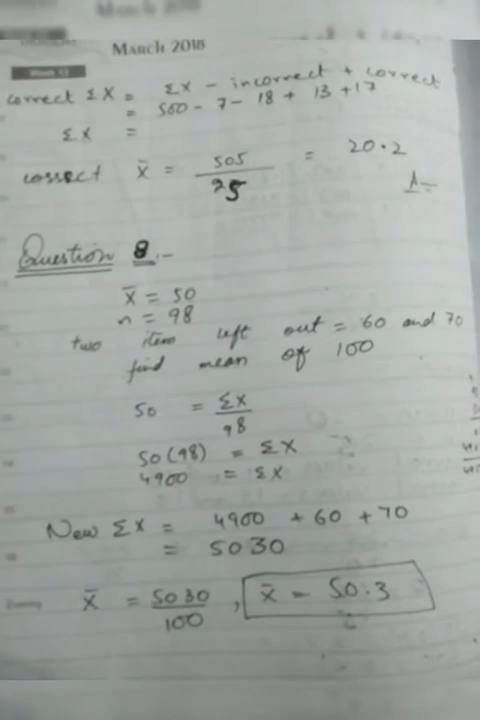 MARCH 2018
correct ΣX = ΣX - incorrect + correct
= 500 - 7 - 18 + 13 + 17
ΣX =
correct X̄ = 505/25 = 20.2
Question 8 :-
X̄ = 50
n = 98
two item left out = 60 and 70
find mean of 100
50 = ΣX/98
50(98) = ΣX
4900 = ΣX
New ΣX = 4900 + 60 + 70
= 5030
X̄ = 5030/100, X̄ = 50.3